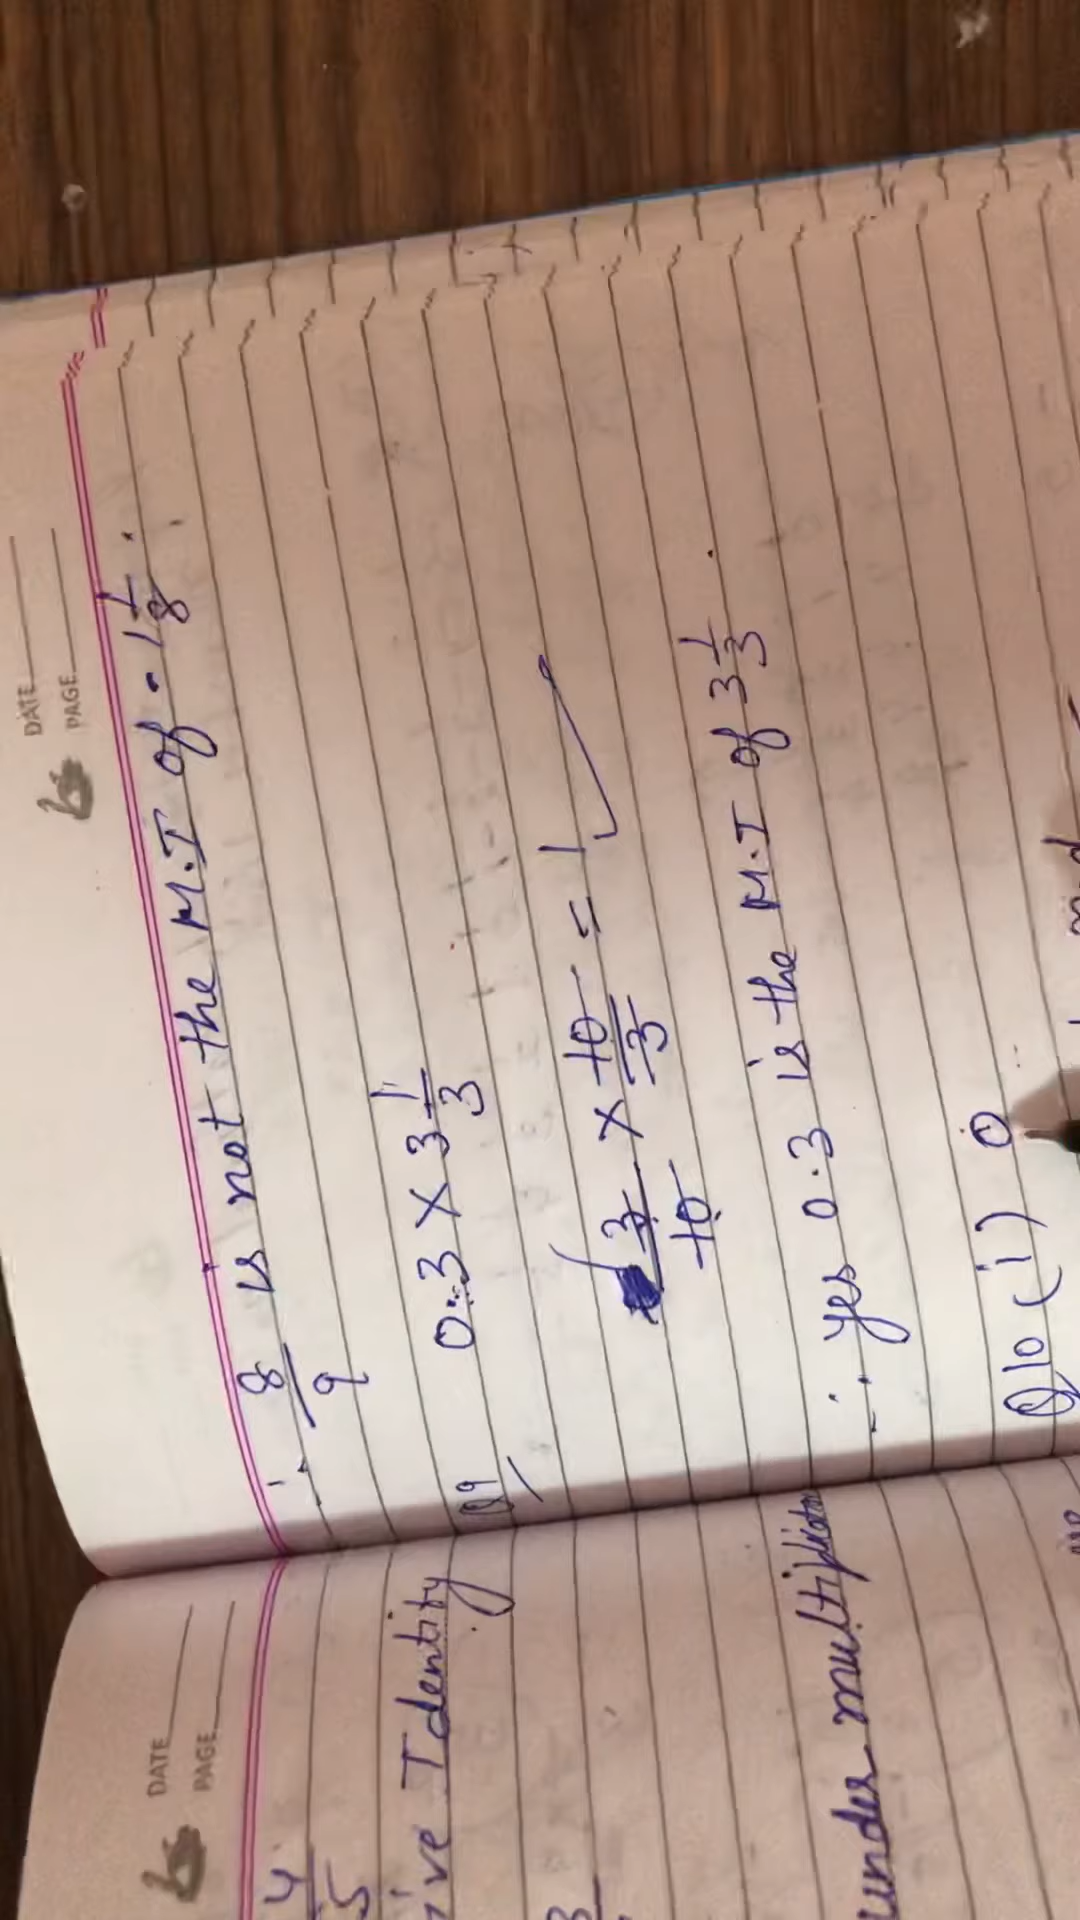 DATE
PAGE
∴ 8/9 is not the M.I of - 1 1/8 .
Q9, 0.3 × 3 1/3
3/10 × 10/3 = 1
∴ yes 0.3 is the M.I of 3 1/3 .
Q10 (i) 0
DATE
PAGE
4
5
Identity
3
under